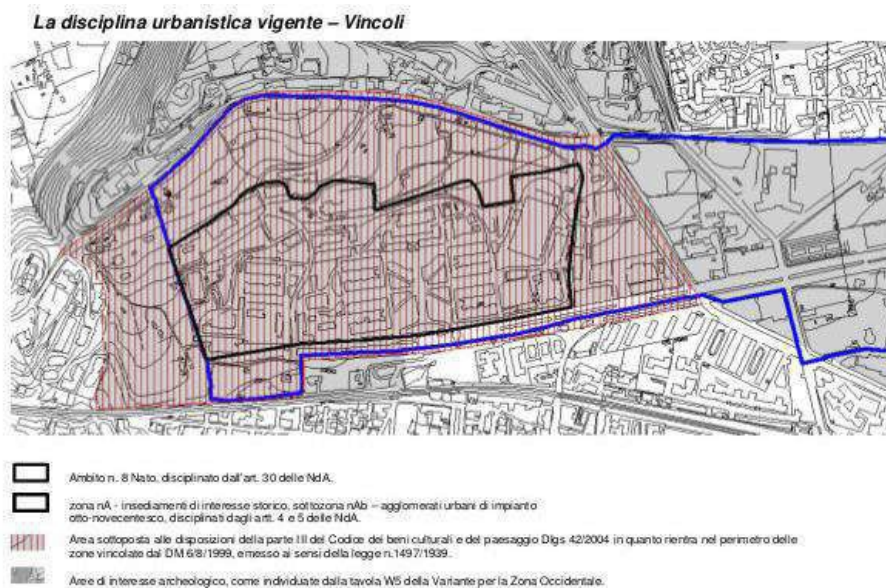 La disciplina urbanistica vigente – Vincoli
Ambito n. 8 Nato, disciplinato dall'art. 30 delle NdA.
zona nA - insediamenti di interesse storico, sottozona nAb – agglomerati urbani di impianto
otto-novecentesco, disciplinati dagli artt. 4 e 5 delle NdA.
Area sottoposta alle disposizioni della parte III del Codice dei beni culturali e del paesaggio Dlgs 42/2004 in quanto rientra nel perimetro delle
zone vincolate dal DM 6/8/1999, emesso ai sensi della legge n.1497/1939.
Aree di interesse archeologico, come individuate dalla tavola W5 della Variante per la Zona Occidentale.